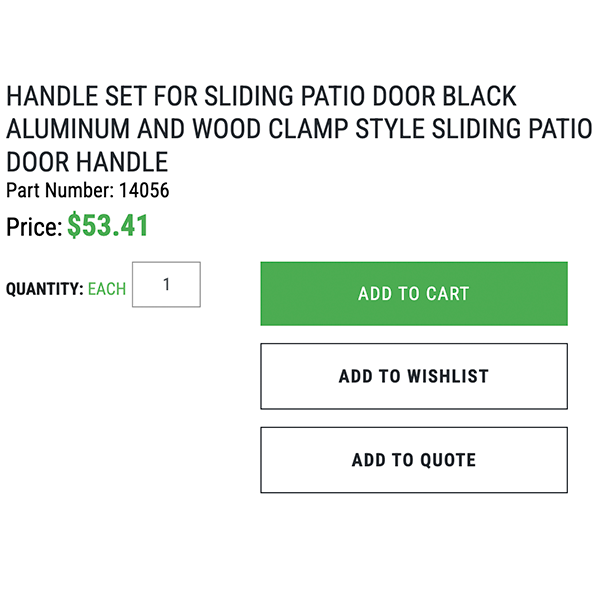 HANDLE SET FOR SLIDING PATIO DOOR BLACK
ALUMINUM AND WOOD CLAMP STYLE SLIDING PATIO
DOOR HANDLE
Part Number: 14056
Price: $53.41
QUANTITY: EACH 1
ADD TO CART
ADD TO WISHLIST
ADD TO QUOTE